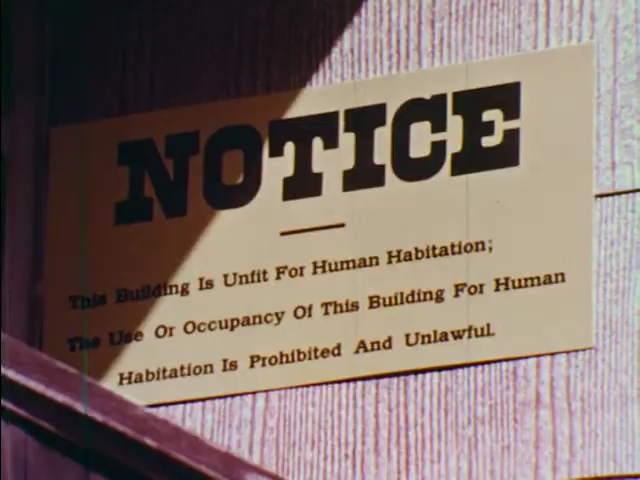 NOTICE
This Building Is Unfit For Human Habitation;
The Use Or Occupancy Of This Building For Human
Habitation Is Prohibited And Unlawful.